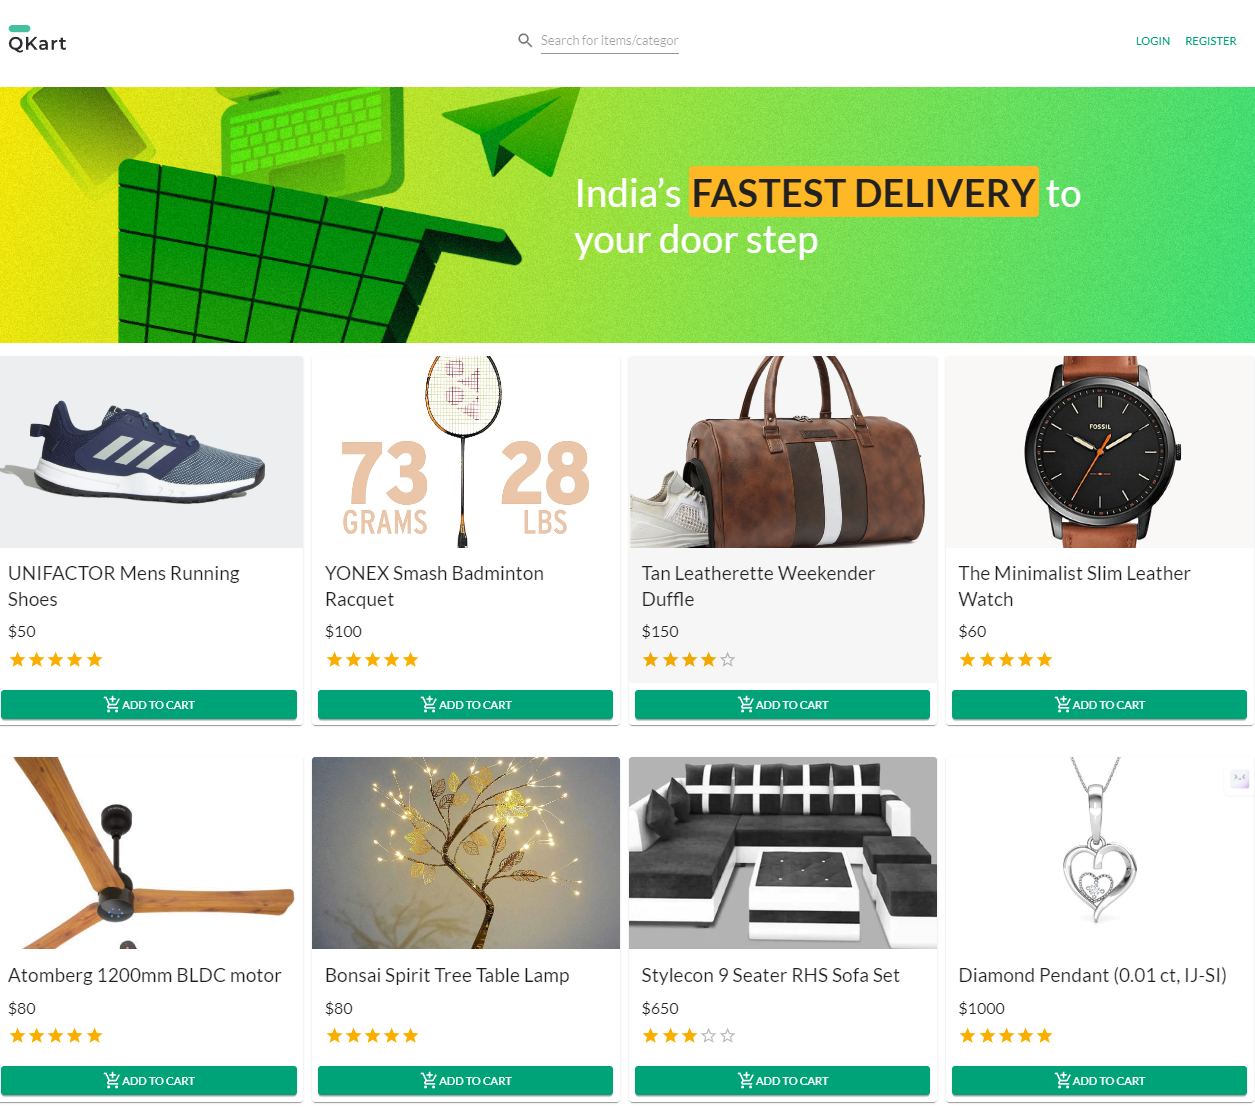 QKart
Search for items/categor
LOGIN REGISTER
India's FASTEST DELIVERY to
your door step
73 28
GRAMS LBS
FOSSIL
UNIFACTOR Mens Running
Shoes
$50
ADD TO CART
YONEX Smash Badminton
Racquet
$100
ADD TO CART
Tan Leatherette Weekender
Duffle
$150
ADD TO CART
The Minimalist Slim Leather
Watch
$60
ADD TO CART
Atomberg 1200mm BLDC motor
$80
ADD TO CART
Bonsai Spirit Tree Table Lamp
$80
ADD TO CART
Stylecon 9 Seater RHS Sofa Set
$650
ADD TO CART
Diamond Pendant (0.01 ct, IJ-SI)
$1000
ADD TO CART